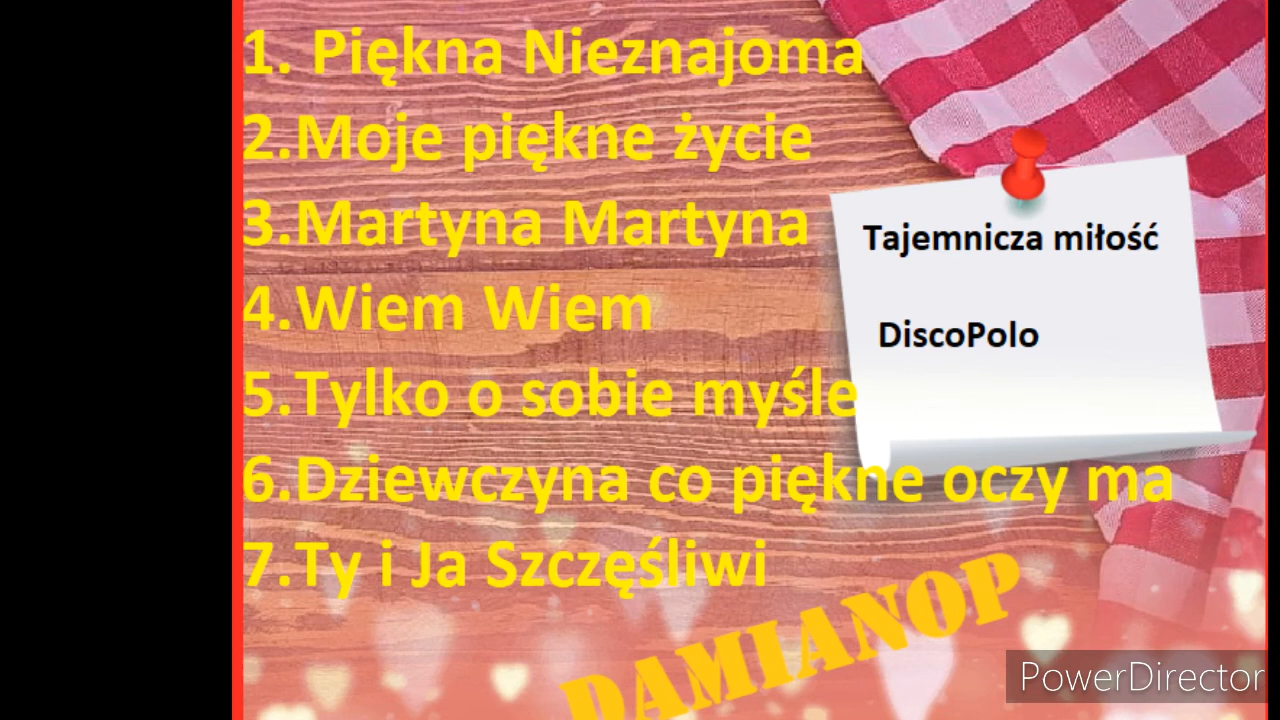 1. Piękna Nieznajoma
2.Moje piękne życie
3.Martyna Martyna
4.Wiem Wiem
5.Tylko o sobie myśle
6.Dziewczyna co piękne oczy ma
7.Ty i Ja Szczęśliwi
Tajemnicza miłość
DiscoPolo
DAMIANOP
PowerDirector